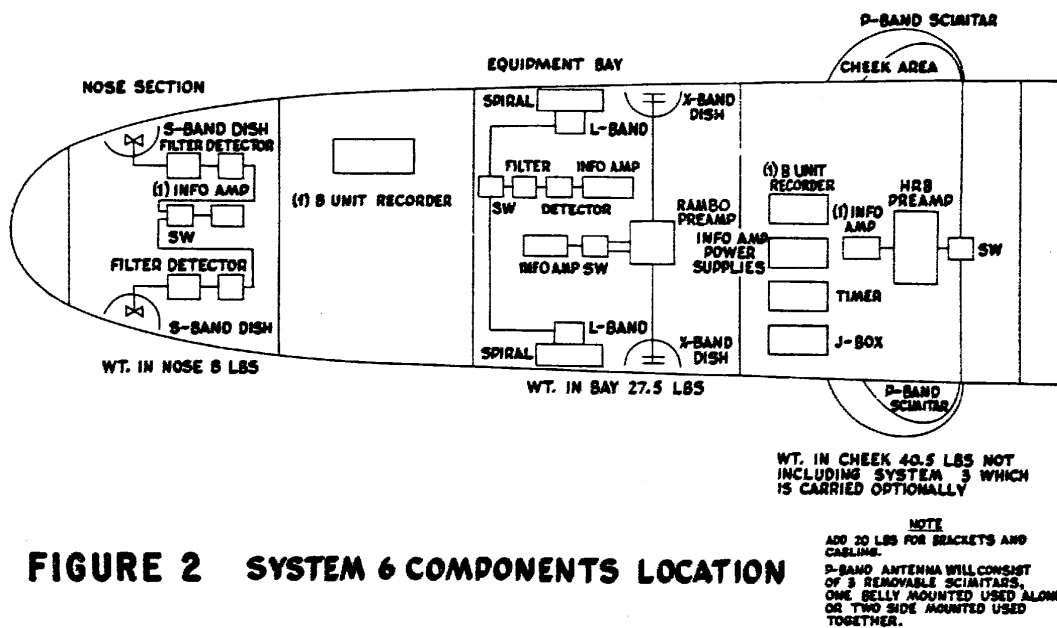 P-BAND SCIMITAR
CHEEK AREA
EQUIPMENT BAY
NOSE SECTION
SPIRAL
X-BAND
DISH
L-BAND
S-BAND DISH
FILTER DETECTOR
(1) INFO AMP
SW
FILTER DETECTOR
S-BAND DISH
WT. IN NOSE 8 LBS
(1) B UNIT RECORDER
FILTER
INFO AMP
SW
DETECTOR
RAMBO
PREAMP
INFO AMP
SW
L-BAND
SPIRAL
X-BAND
DISH
WT. IN BAY 27.5 LBS
(1) B UNIT
RECORDER
INFO AMP
POWER
SUPPLIES
(1) INFO
AMP
HRB
PREAMP
SW
TIMER
J-BOX
P-BAND
SCIMITAR
WT. IN CHEEK 40.5 LBS NOT
INCLUDING SYSTEM 3 WHICH
IS CARRIED OPTIONALLY
NOTE
ADD 20 LBS FOR BRACKETS AND
CABLING.
P-BAND ANTENNA WILL CONSIST
OF 3 REMOVABLE SCIMITARS,
ONE BELLY MOUNTED USED ALONE
OR TWO SIDE MOUNTED USED
TOGETHER.
FIGURE 2 SYSTEM 6 COMPONENTS LOCATION